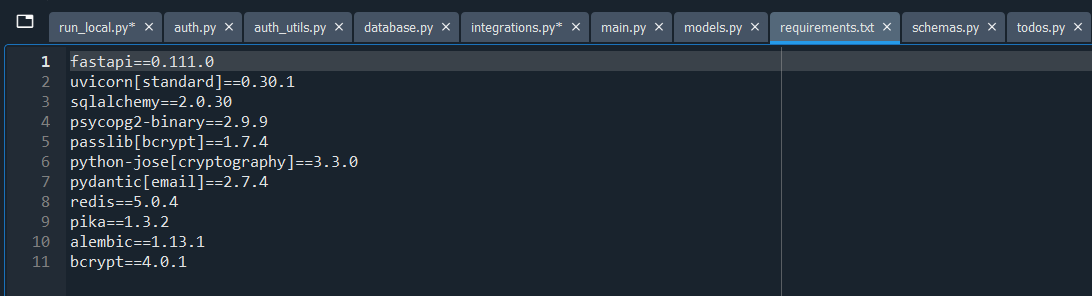 run_local.py* auth.py auth_utils.py database.py integrations.py* main.py models.py requirements.txt schemas.py todos.py
1 fastapi==0.111.0
2 uvicorn[standard]==0.30.1
3 sqlalchemy==2.0.30
4 psycopg2-binary==2.9.9
5 passlib[bcrypt]==1.7.4
6 python-jose[cryptography]==3.3.0
7 pydantic[email]==2.7.4
8 redis==5.0.4
9 pika==1.3.2
10 alembic==1.13.1
11 bcrypt==4.0.1